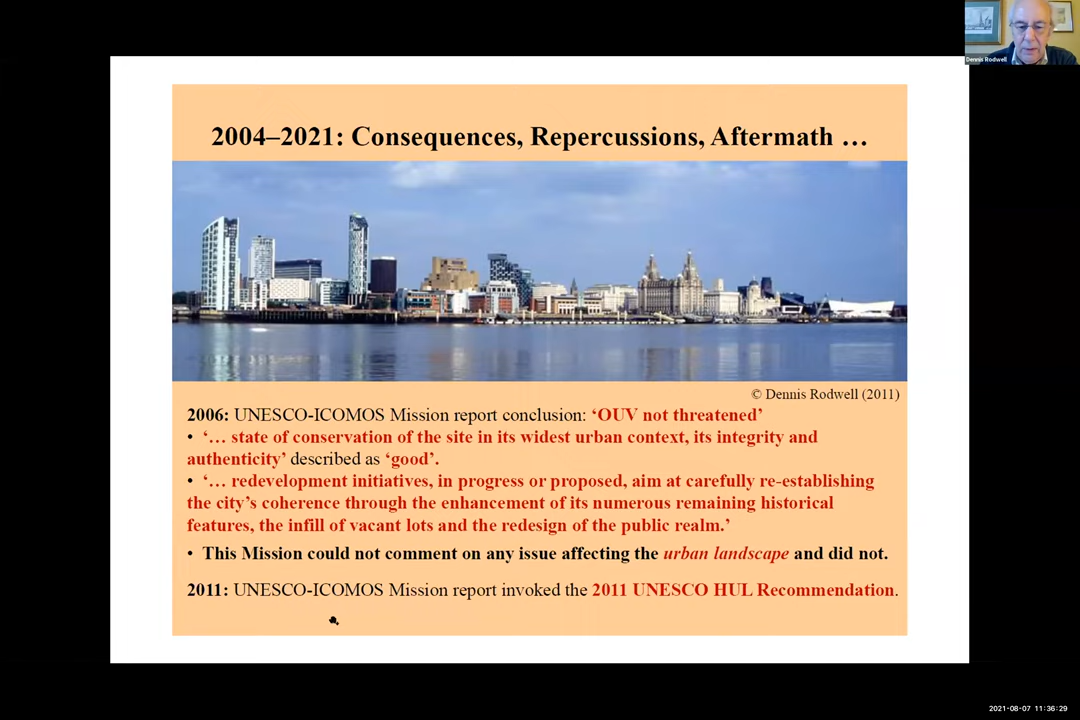 Dennis Rodwell
2004–2021: Consequences, Repercussions, Aftermath …
© Dennis Rodwell (2011)
2006: UNESCO-ICOMOS Mission report conclusion: ‘OUV not threatened’
• ‘… state of conservation of the site in its widest urban context, its integrity and
authenticity’ described as ‘good’.
• ‘… redevelopment initiatives, in progress or proposed, aim at carefully re-establishing
the city’s coherence through the enhancement of its numerous remaining historical
features, the infill of vacant lots and the redesign of the public realm.’
• This Mission could not comment on any issue affecting the urban landscape and did not.
2011: UNESCO-ICOMOS Mission report invoked the 2011 UNESCO HUL Recommendation.
2021-08-07 11:36:29